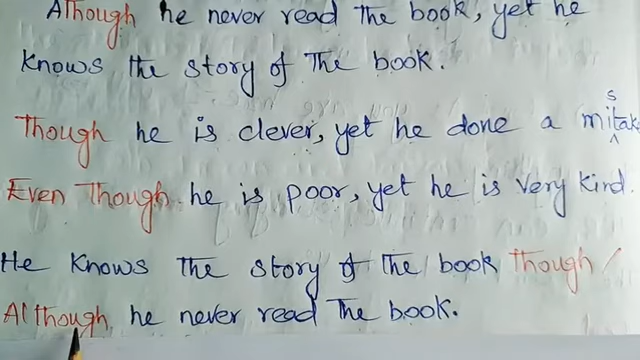 Although he never read the book, yet he
knows the story of the book.
Though he is clever, yet he done a mistak
Even Though he is poor, yet he is very kind.
He knows the story of the book though /
Although he never read the book.